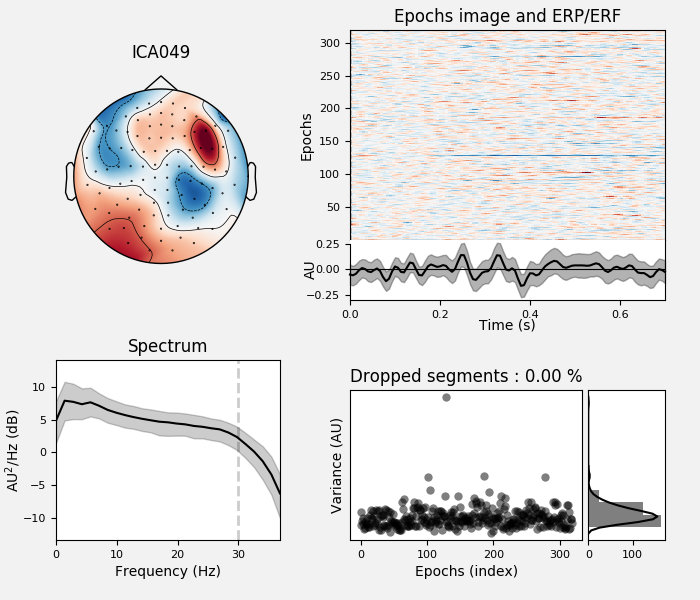 ICA049
Epochs image and ERP/ERF
Epochs
300
250
200
150
100
50
AU
0.25
0.00
−0.25
0.0 0.2 0.4 0.6
Time (s)
Spectrum
AU²/Hz (dB)
10
5
0
−5
−10
0 10 20 30
Frequency (Hz)
Dropped segments : 0.00 %
Variance (AU)
0 100 200 300
Epochs (index)
0 100